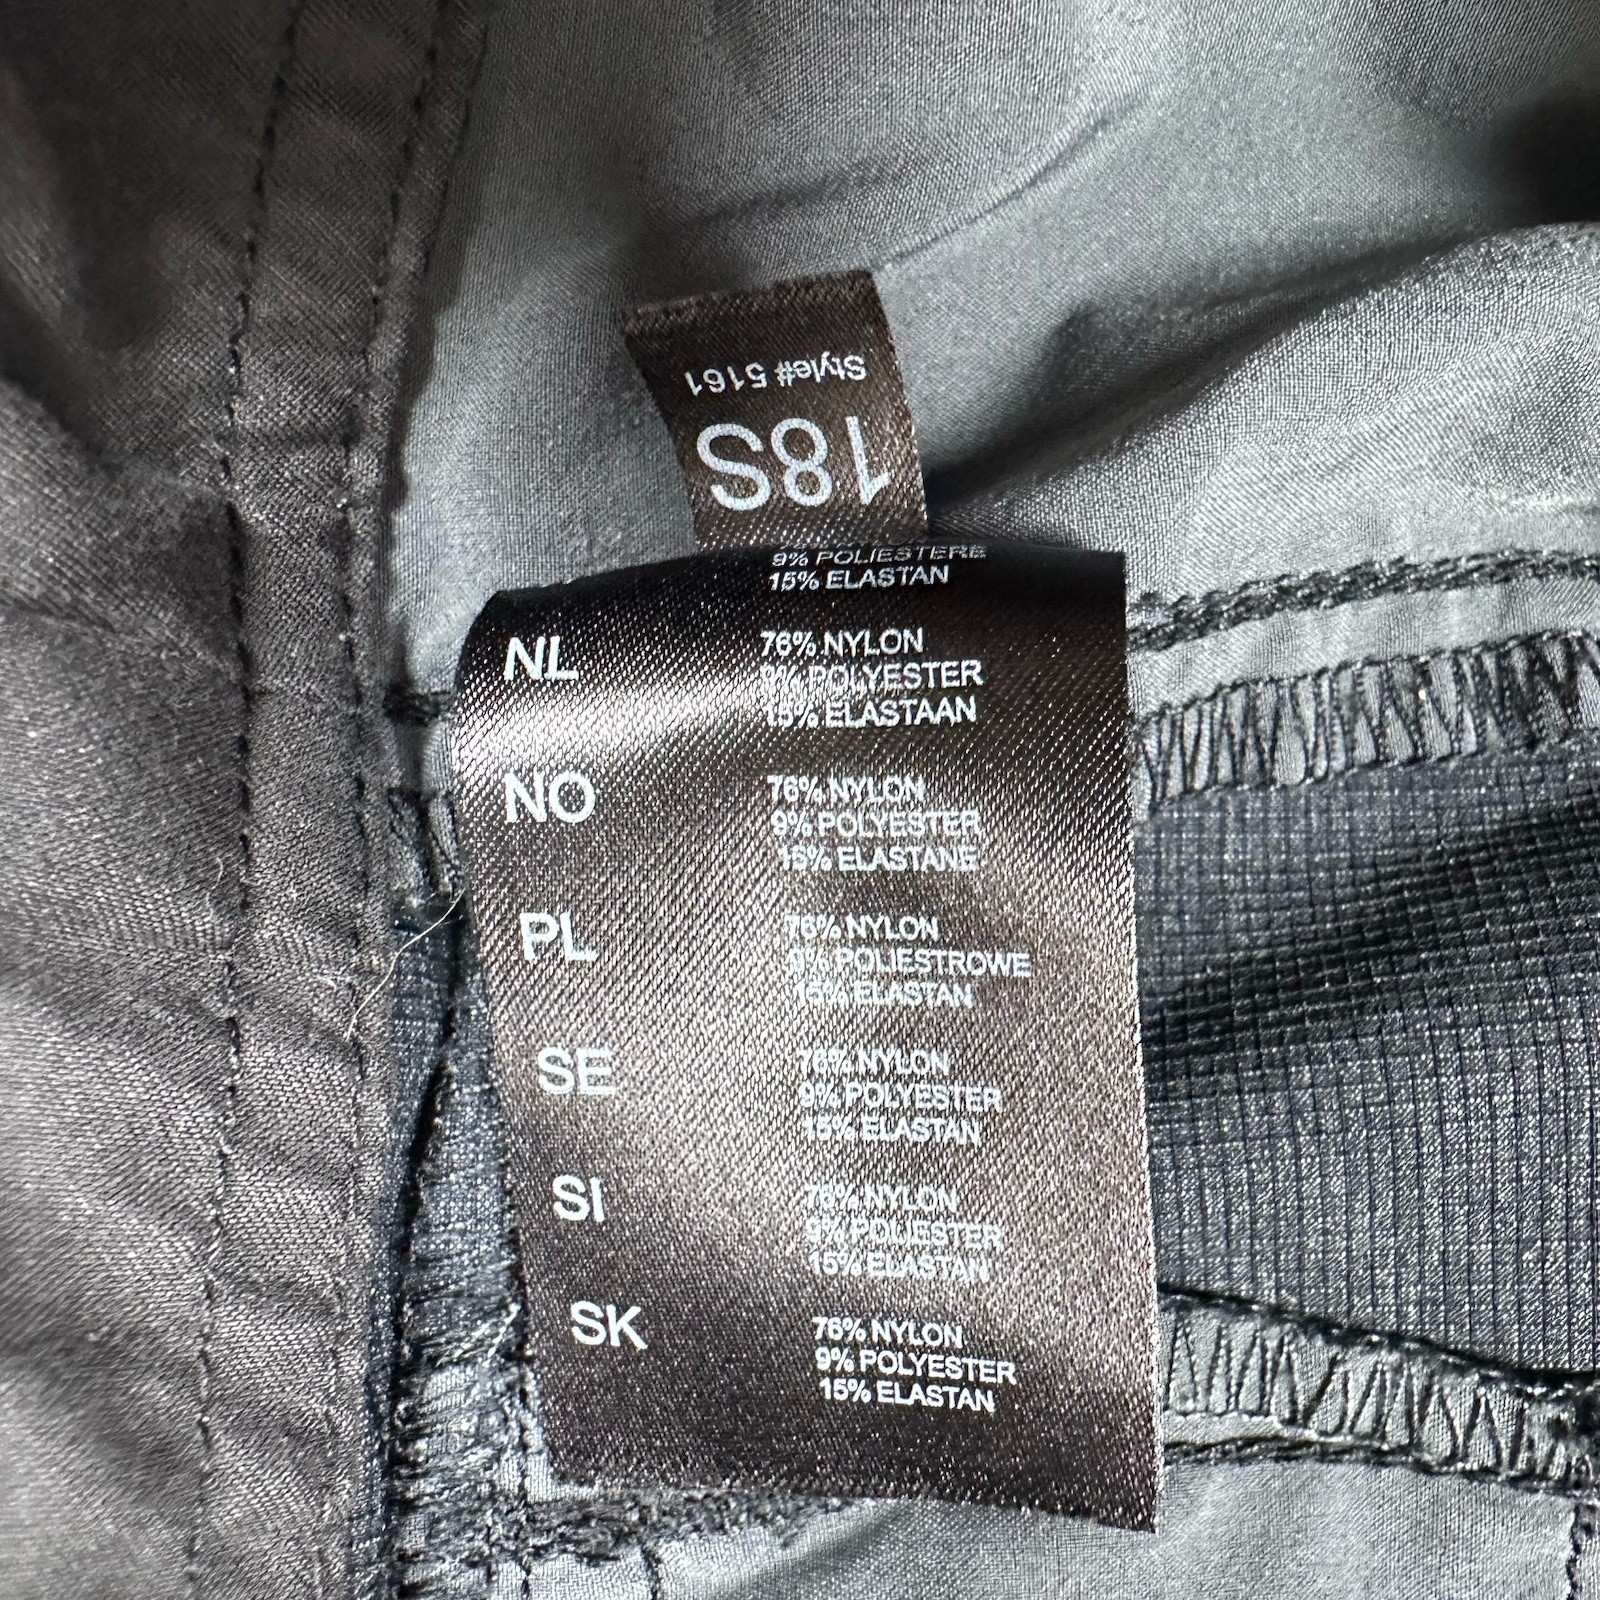 Style# 5161
18S
9% POLIESTERE
15% ELASTAN
NL 76% NYLON
9% POLYESTER
15% ELASTAAN
NO 76% NYLON
9% POLYESTER
15% ELASTANE
PL 76% NYLON
9% POLIESTROWE
15% ELASTAN
SE 76% NYLON
9% POLYESTER
15% ELASTAN
SI 76% NYLON
9% POLIESTER
15% ELASTAN
SK 76% NYLON
9% POLYESTER
15% ELASTAN